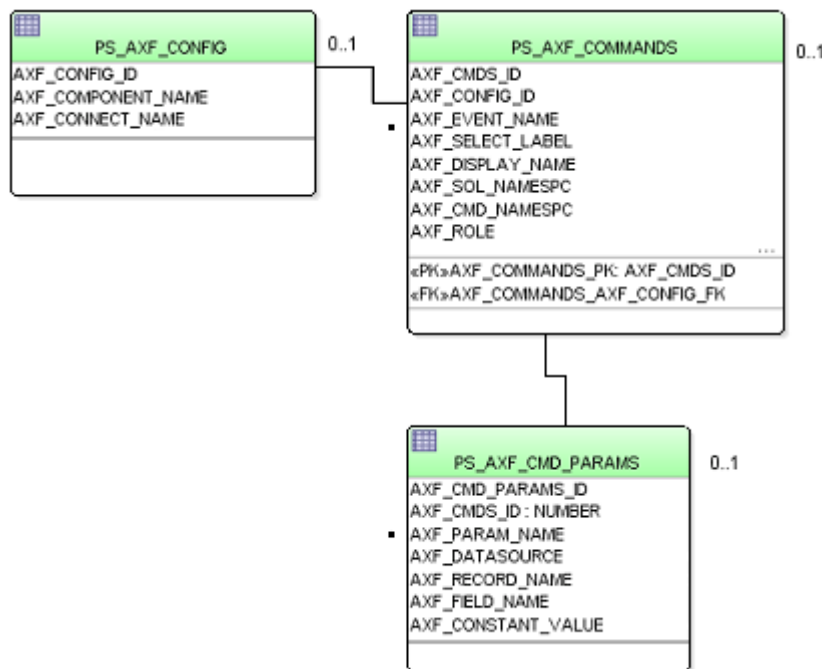 PS_AXF_CONFIG
AXF_CONFIG_ID
AXF_COMPONENT_NAME
AXF_CONNECT_NAME
0..1
PS_AXF_COMMANDS
0..1
AXF_CMDS_ID
AXF_CONFIG_ID
AXF_EVENT_NAME
AXF_SELECT_LABEL
AXF_DISPLAY_NAME
AXF_SOL_NAMESPC
AXF_CMD_NAMESPC
AXF_ROLE
...
«PK»AXF_COMMANDS_PK: AXF_CMDS_ID
«FK»AXF_COMMANDS_AXF_CONFIG_FK
PS_AXF_CMD_PARAMS
0..1
AXF_CMD_PARAMS_ID
AXF_CMDS_ID : NUMBER
AXF_PARAM_NAME
AXF_DATASOURCE
AXF_RECORD_NAME
AXF_FIELD_NAME
AXF_CONSTANT_VALUE